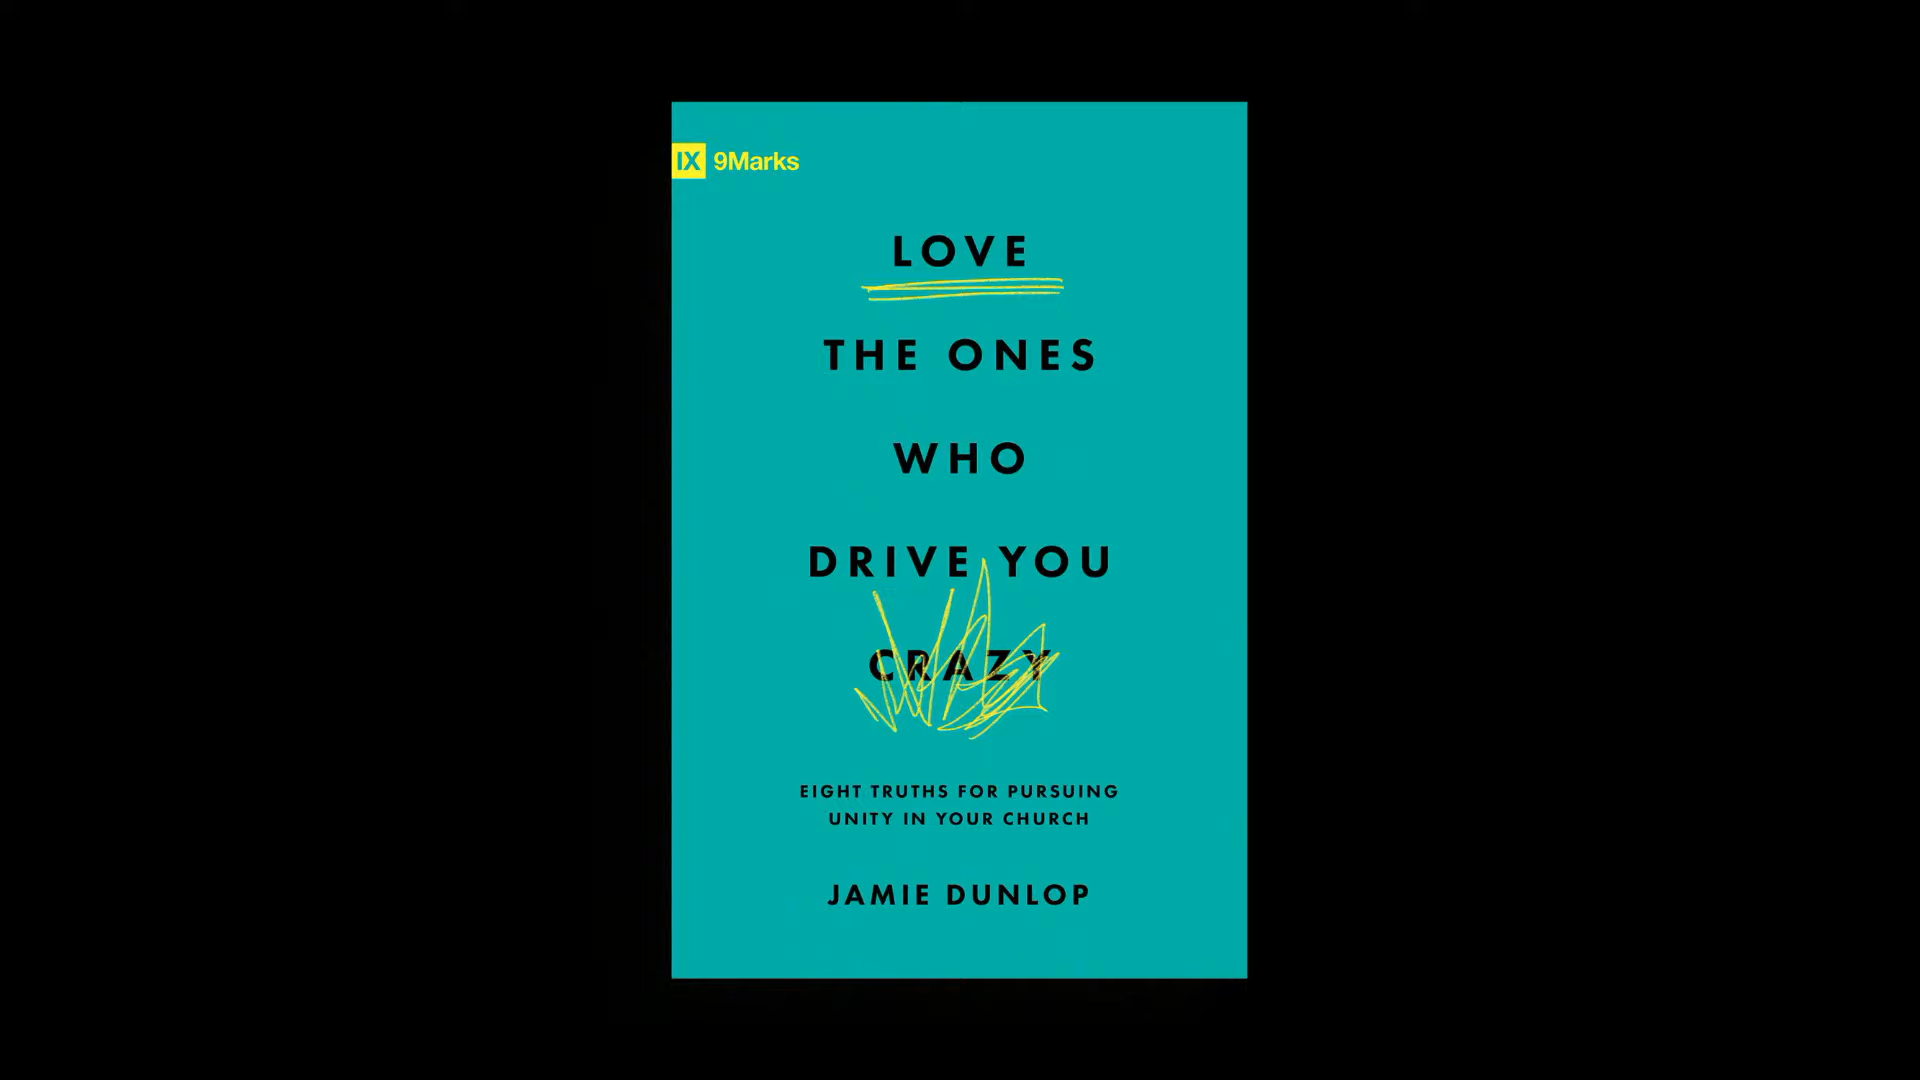 IX 9Marks
LOVE
THE ONES
WHO
DRIVE YOU
CRAZY
EIGHT TRUTHS FOR PURSUING
UNITY IN YOUR CHURCH
JAMIE DUNLOP